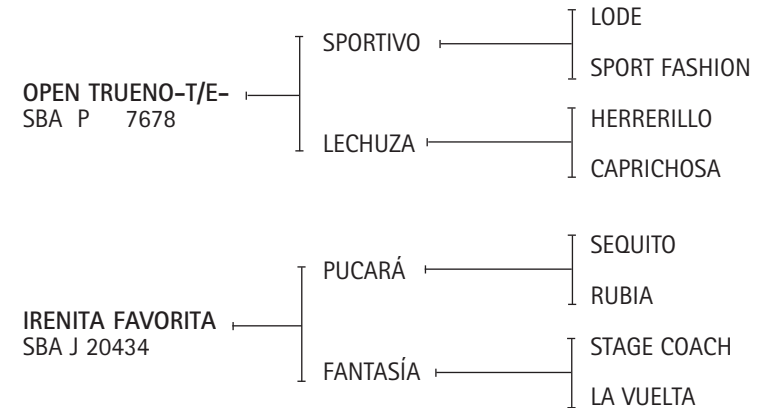 LODE
SPORTIVO
SPORT FASHION
OPEN TRUENO-T/E-
SBA P 7678
HERRERILLO
LECHUZA
CAPRICHOSA
SEQUITO
PUCARÁ
RUBIA
IRENITA FAVORITA
SBA J 20434
STAGE COACH
FANTASÍA
LA VUELTA